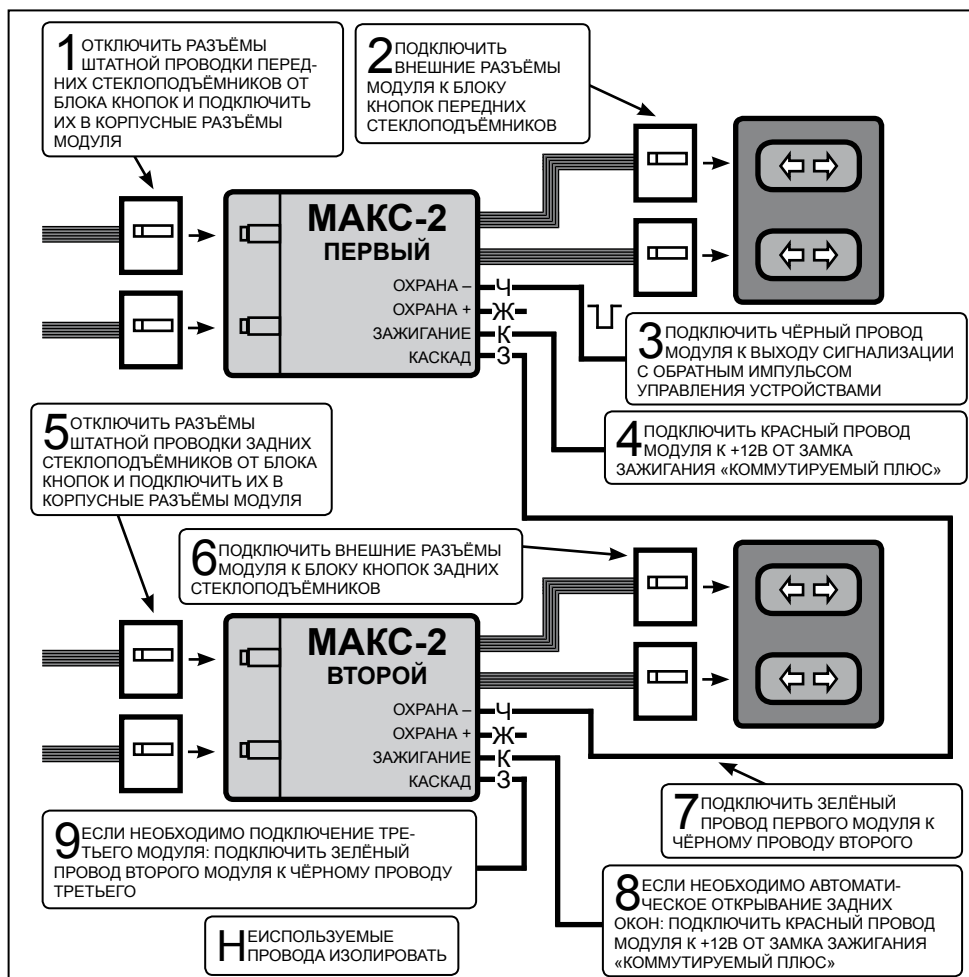 1 ОТКЛЮЧИТЬ РАЗЪЁМЫ
ШТАТНОЙ ПРОВОДКИ ПЕРЕД-
НИХ СТЕКЛОПОДЪЁМНИКОВ ОТ
БЛОКА КНОПОК И ПОДКЛЮЧИТЬ
ИХ В КОРПУСНЫЕ РАЗЪЁМЫ
МОДУЛЯ
2 ПОДКЛЮЧИТЬ
ВНЕШНИЕ РАЗЪЁМЫ
МОДУЛЯ К БЛОКУ
КНОПОК ПЕРЕДНИХ
СТЕКЛОПОДЪЁМНИКОВ
МАКС-2
ПЕРВЫЙ
ОХРАНА – Ч
ОХРАНА + Ж
ЗАЖИГАНИЕ К
КАСКАД З
3 ПОДКЛЮЧИТЬ ЧЁРНЫЙ ПРОВОД
МОДУЛЯ К ВЫХОДУ СИГНАЛИЗАЦИИ
С ОБРАТНЫМ ИМПУЛЬСОМ
УПРАВЛЕНИЯ УСТРОЙСТВАМИ
4 ПОДКЛЮЧИТЬ КРАСНЫЙ ПРОВОД
МОДУЛЯ К +12В ОТ ЗАМКА
ЗАЖИГАНИЯ «КОММУТИРУЕМЫЙ ПЛЮС»
5 ОТКЛЮЧИТЬ РАЗЪЁМЫ
ШТАТНОЙ ПРОВОДКИ ЗАДНИХ
СТЕКЛОПОДЪЁМНИКОВ ОТ БЛОКА
КНОПОК И ПОДКЛЮЧИТЬ ИХ В
КОРПУСНЫЕ РАЗЪЁМЫ МОДУЛЯ
6 ПОДКЛЮЧИТЬ ВНЕШНИЕ РАЗЪЁМЫ
МОДУЛЯ К БЛОКУ КНОПОК ЗАДНИХ
СТЕКЛОПОДЪЁМНИКОВ
МАКС-2
ВТОРОЙ
ОХРАНА – Ч
ОХРАНА + Ж
ЗАЖИГАНИЕ К
КАСКАД З
7 ПОДКЛЮЧИТЬ ЗЕЛЁНЫЙ
ПРОВОД ПЕРВОГО МОДУЛЯ К
ЧЁРНОМУ ПРОВОДУ ВТОРОГО
9 ЕСЛИ НЕОБХОДИМО ПОДКЛЮЧЕНИЕ ТРЕ-
ТЬЕГО МОДУЛЯ: ПОДКЛЮЧИТЬ ЗЕЛЁНЫЙ
ПРОВОД ВТОРОГО МОДУЛЯ К ЧЁРНОМУ ПРОВОДУ
ТРЕТЬЕГО
8 ЕСЛИ НЕОБХОДИМО АВТОМАТИ-
ЧЕСКОЕ ОТКРЫВАНИЕ ЗАДНИХ
ОКОН: ПОДКЛЮЧИТЬ КРАСНЫЙ ПРОВОД
МОДУЛЯ К +12В ОТ ЗАМКА ЗАЖИГАНИЯ
«КОММУТИРУЕМЫЙ ПЛЮС»
НЕИСПОЛЬЗУЕМЫЕ
ПРОВОДА ИЗОЛИРОВАТЬ